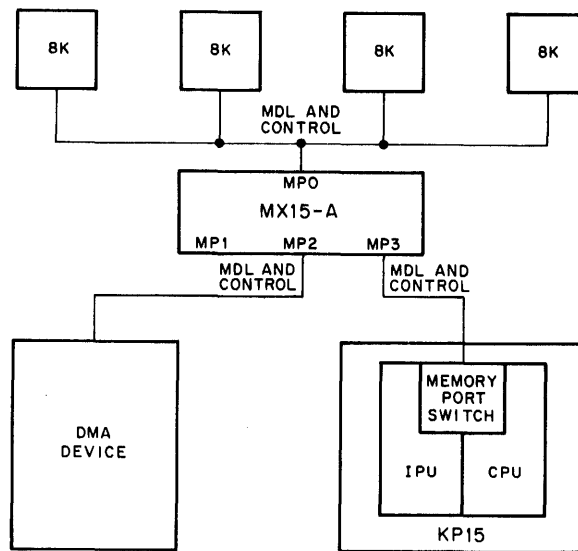 8K
8K
8K
8K
MDL AND
CONTROL
MPO
MX15-A
MP1
MP2
MP3
MDL AND
CONTROL
MDL AND
CONTROL
DMA
DEVICE
MEMORY
PORT
SWITCH
IPU
CPU
KP15